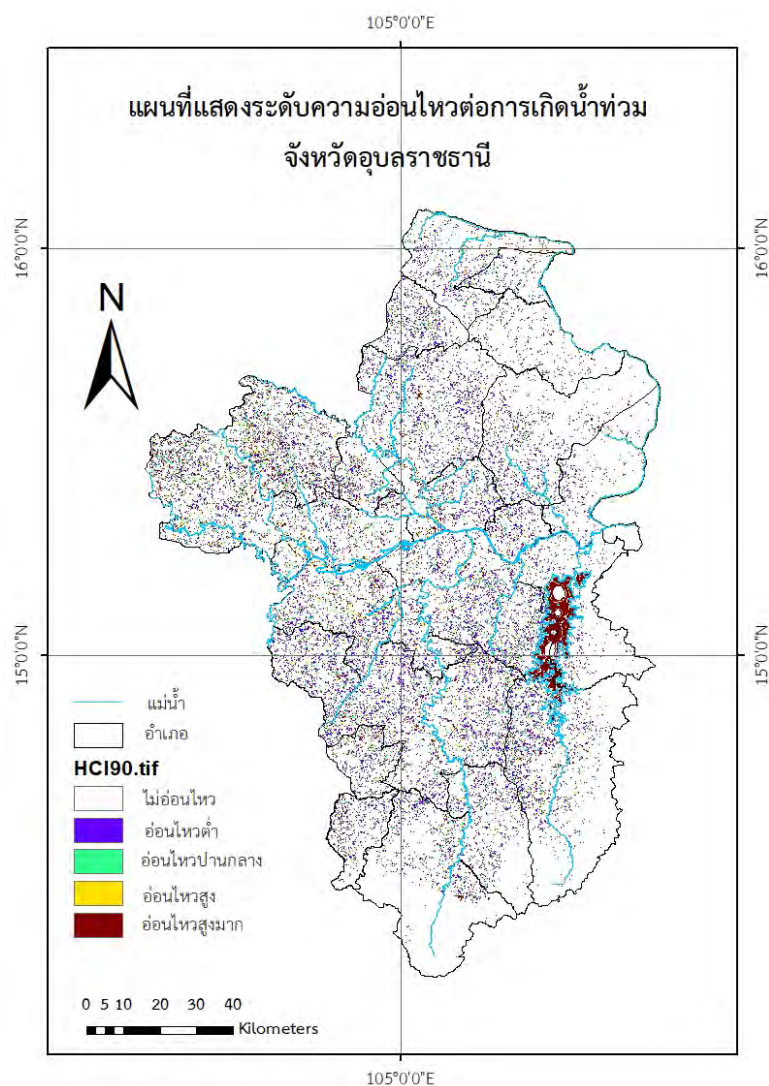 105°0'0"E
แผนที่แสดงระดับความอ่อนไหวต่อการเกิดน้ำท่วม
จังหวัดอุบลราชธานี
16°0'0"N
16°0'0"N
N
15°0'0"N
15°0'0"N
แม่น้ำ
อำเภอ
HCI90.tif
ไม่อ่อนไหว
อ่อนไหวต่ำ
อ่อนไหวปานกลาง
อ่อนไหวสูง
อ่อนไหวสูงมาก
0 5 10 20 30 40
Kilometers
105°0'0"E